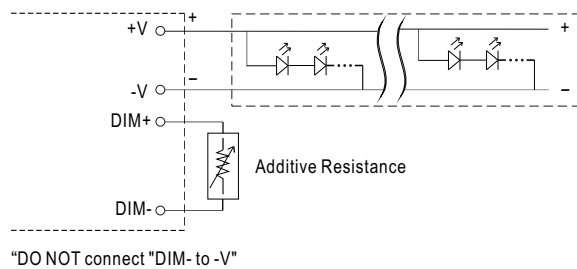 +
+V
+
-V
−
−
DIM+
Additive Resistance
DIM-
“DO NOT connect "DIM- to -V"